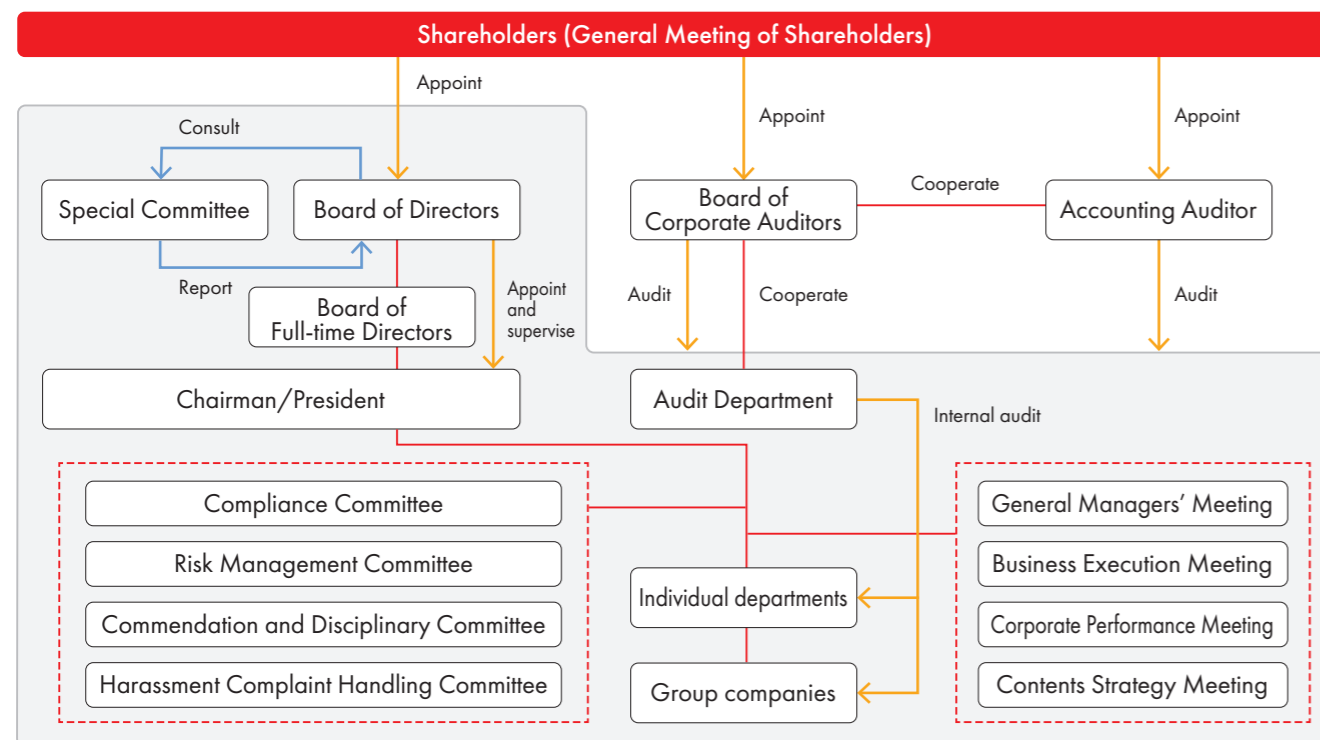 Shareholders (General Meeting of Shareholders)
Appoint
Appoint
Appoint
Consult
Special Committee
Board of Directors
Board of
Corporate Auditors
Cooperate
Accounting Auditor
Report
Board of
Full-time Directors
Appoint
and
supervise
Audit
Cooperate
Audit
Chairman/President
Audit Department
Internal audit
Compliance Committee
Risk Management Committee
Commendation and Disciplinary Committee
Harassment Complaint Handling Committee
Individual departments
Group companies
General Managers’ Meeting
Business Execution Meeting
Corporate Performance Meeting
Contents Strategy Meeting